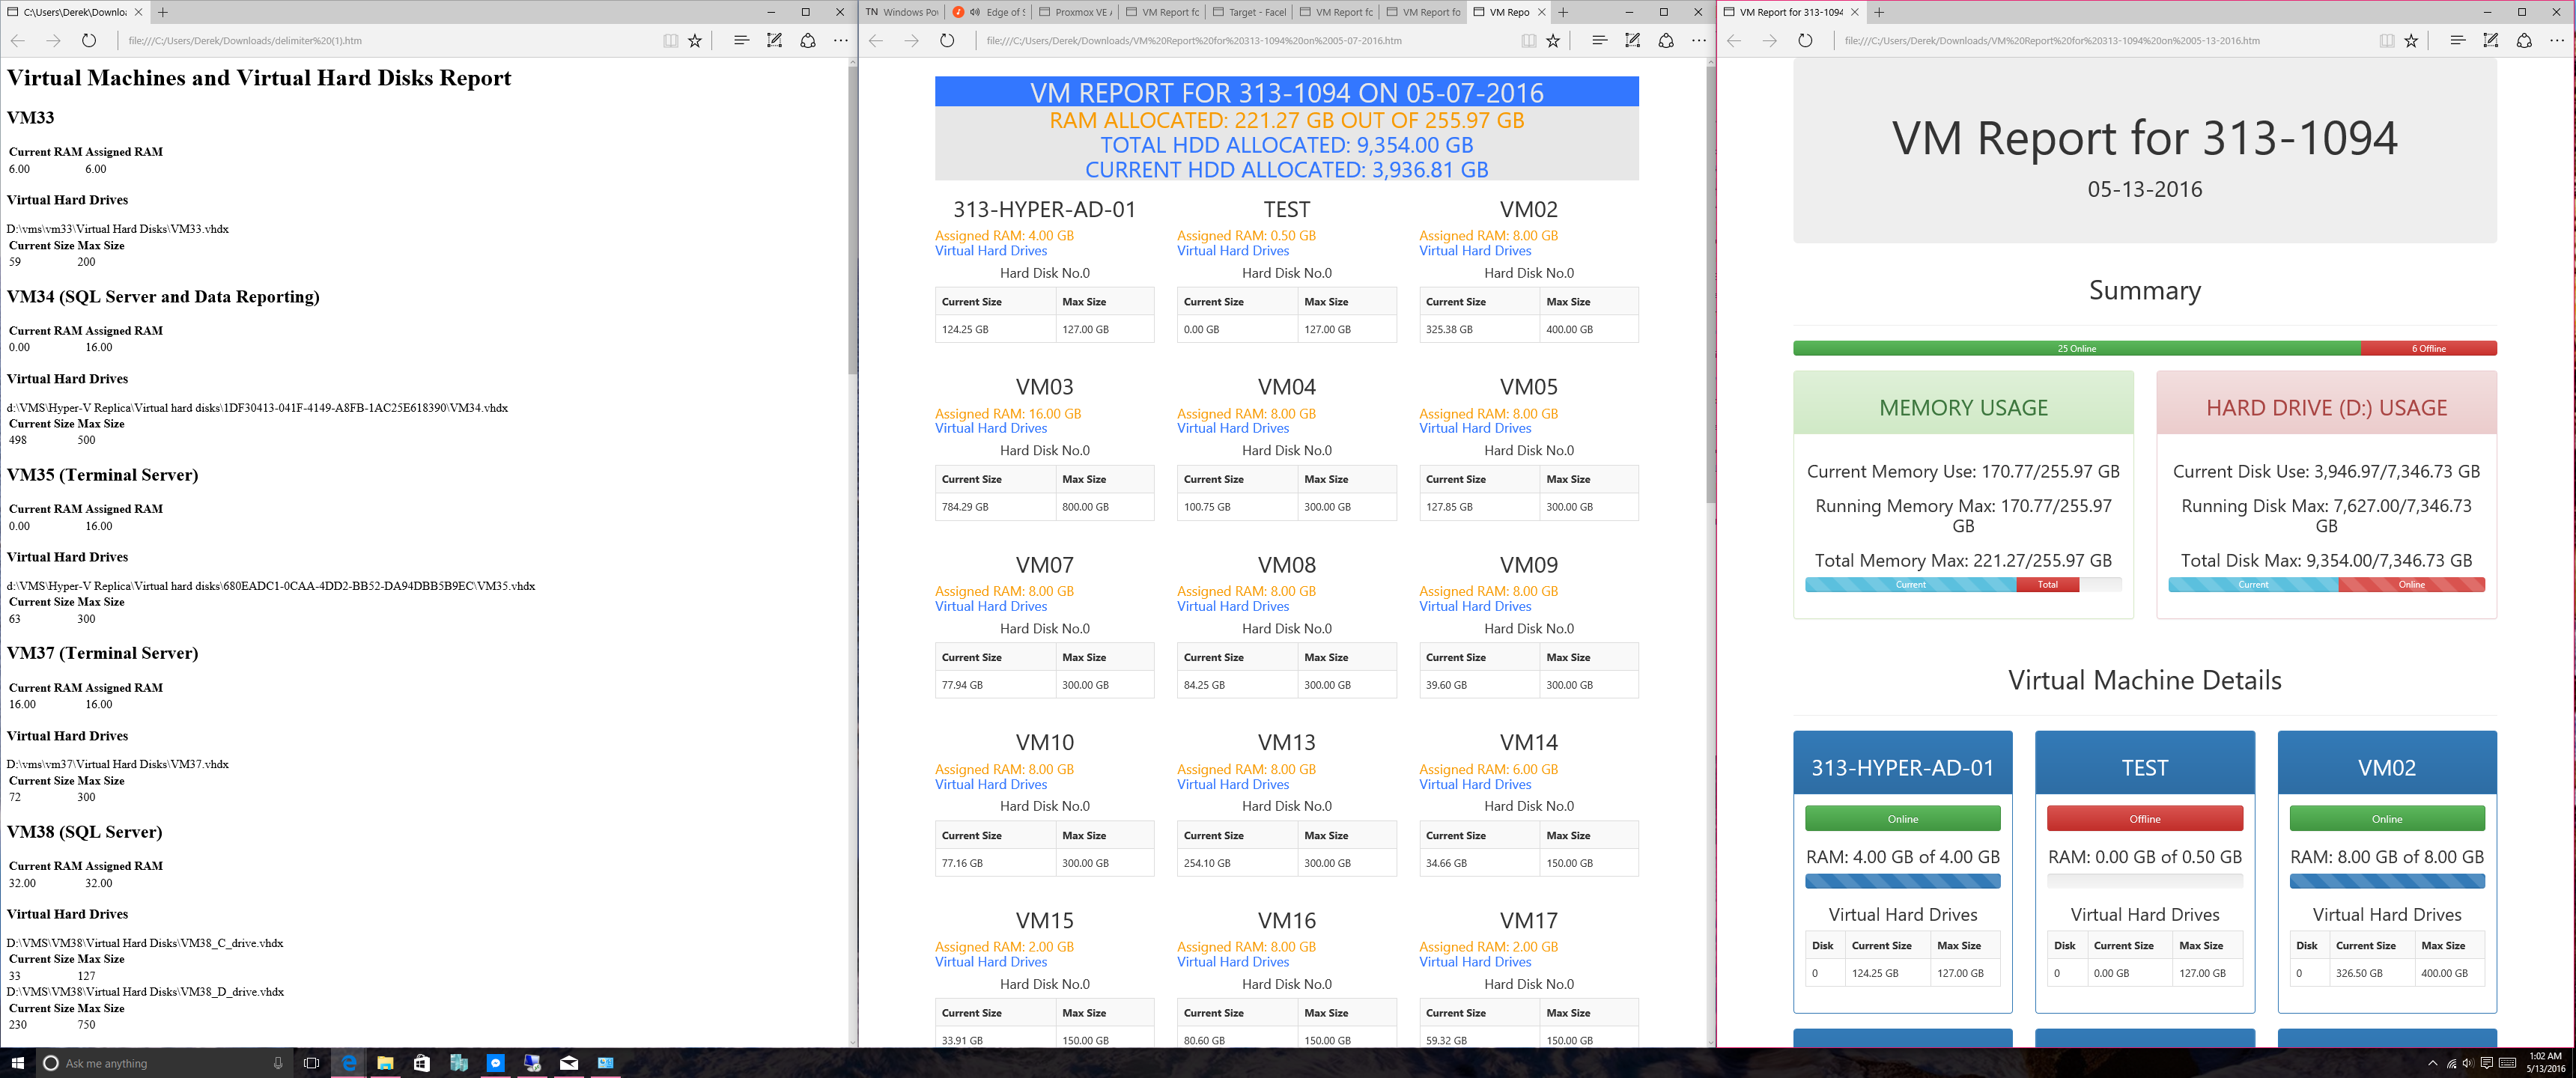 C:\Users\Derek\Downlo
file:///C:/Users/Derek/Downloads/delimiter%20(1).htm
Virtual Machines and Virtual Hard Disks Report
VM33
Current RAM Assigned RAM
6.00 6.00
Virtual Hard Drives
D:\vms\vm33\Virtual Hard Disks\VM33.vhdx
Current Size Max Size
59 200
VM34 (SQL Server and Data Reporting)
Current RAM Assigned RAM
0.00 16.00
Virtual Hard Drives
d:\VMS\Hyper-V Replica\Virtual hard disks\1DF30413-041F-4149-A8FB-1AC25E618390\VM34.vhdx
Current Size Max Size
498 500
VM35 (Terminal Server)
Current RAM Assigned RAM
0.00 16.00
Virtual Hard Drives
d:\VMS\Hyper-V Replica\Virtual hard disks\680EADC1-0CAA-4DD2-BB52-DA94DBB5B9EC\VM35.vhdx
Current Size Max Size
63 300
VM37 (Terminal Server)
Current RAM Assigned RAM
16.00 16.00
Virtual Hard Drives
D:\vms\vm37\Virtual Hard Disks\VM37.vhdx
Current Size Max Size
72 300
VM38 (SQL Server)
Current RAM Assigned RAM
32.00 32.00
Virtual Hard Drives
D:\VMS\VM38\Virtual Hard Disks\VM38_C_drive.vhdx
Current Size Max Size
33 127
D:\VMS\VM38\Virtual Hard Disks\VM38_D_drive.vhdx
Current Size Max Size
230 750
TN Windows Po Edge of S Proxmox VE VM Report fo Target - Facel VM Report fo VM Report fo VM Repo
file:///C:/Users/Derek/Downloads/VM%20Report%20for%20313-1094%20on%2005-07-2016.htm
VM REPORT FOR 313-1094 ON 05-07-2016
RAM ALLOCATED: 221.27 GB OUT OF 255.97 GB
TOTAL HDD ALLOCATED: 9,354.00 GB
CURRENT HDD ALLOCATED: 3,936.81 GB
313-HYPER-AD-01 TEST VM02
Assigned RAM: 4.00 GB Assigned RAM: 0.50 GB Assigned RAM: 8.00 GB
Virtual Hard Drives Virtual Hard Drives Virtual Hard Drives
Hard Disk No.0 Hard Disk No.0 Hard Disk No.0
Current Size Max Size Current Size Max Size Current Size Max Size
124.25 GB 127.00 GB 0.00 GB 127.00 GB 325.38 GB 400.00 GB
VM03 VM04 VM05
Assigned RAM: 16.00 GB Assigned RAM: 8.00 GB Assigned RAM: 8.00 GB
Virtual Hard Drives Virtual Hard Drives Virtual Hard Drives
Hard Disk No.0 Hard Disk No.0 Hard Disk No.0
Current Size Max Size Current Size Max Size Current Size Max Size
784.29 GB 800.00 GB 100.75 GB 300.00 GB 127.85 GB 300.00 GB
VM07 VM08 VM09
Assigned RAM: 8.00 GB Assigned RAM: 8.00 GB Assigned RAM: 8.00 GB
Virtual Hard Drives Virtual Hard Drives Virtual Hard Drives
Hard Disk No.0 Hard Disk No.0 Hard Disk No.0
Current Size Max Size Current Size Max Size Current Size Max Size
77.94 GB 300.00 GB 84.25 GB 300.00 GB 39.60 GB 300.00 GB
VM10 VM13 VM14
Assigned RAM: 8.00 GB Assigned RAM: 8.00 GB Assigned RAM: 6.00 GB
Virtual Hard Drives Virtual Hard Drives Virtual Hard Drives
Hard Disk No.0 Hard Disk No.0 Hard Disk No.0
Current Size Max Size Current Size Max Size Current Size Max Size
77.16 GB 300.00 GB 254.10 GB 300.00 GB 34.66 GB 150.00 GB
VM15 VM16 VM17
Assigned RAM: 2.00 GB Assigned RAM: 8.00 GB Assigned RAM: 2.00 GB
Virtual Hard Drives Virtual Hard Drives Virtual Hard Drives
Hard Disk No.0 Hard Disk No.0 Hard Disk No.0
Current Size Max Size Current Size Max Size Current Size Max Size
33.91 GB 150.00 GB 80.60 GB 150.00 GB 59.32 GB 150.00 GB
VM Report for 313-1094
file:///C:/Users/Derek/Downloads/VM%20Report%20for%20313-1094%20on%2005-13-2016.htm
VM Report for 313-1094
05-13-2016
Summary
25 Online 6 Offline
MEMORY USAGE
Current Memory Use: 170.77/255.97 GB
Running Memory Max: 170.77/255.97
GB
Total Memory Max: 221.27/255.97 GB
Current Total
HARD DRIVE (D:) USAGE
Current Disk Use: 3,946.97/7,346.73 GB
Running Disk Max: 7,627.00/7,346.73
GB
Total Disk Max: 9,354.00/7,346.73 GB
Current Online
Virtual Machine Details
313-HYPER-AD-01 TEST VM02
Online Offline Online
RAM: 4.00 GB of 4.00 GB RAM: 0.00 GB of 0.50 GB RAM: 8.00 GB of 8.00 GB
Virtual Hard Drives Virtual Hard Drives Virtual Hard Drives
Disk Current Size Max Size Disk Current Size Max Size Disk Current Size Max Size
0 124.25 GB 127.00 GB 0 0.00 GB 127.00 GB 0 326.50 GB 400.00 GB
Ask me anything
1:02 AM
5/13/2016